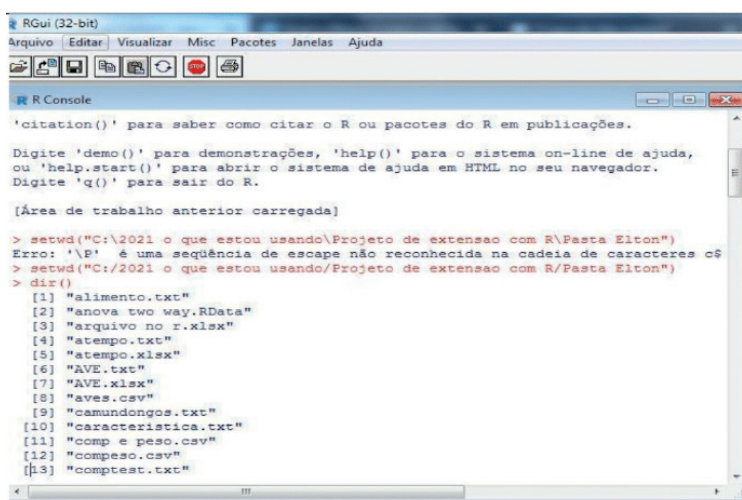 RGui (32-bit)
Arquivo Editar Visualizar Misc Pacotes Janelas Ajuda
STOP
R Console
'citation()' para saber como citar o R ou pacotes do R em publicações.
Digite 'demo()' para demonstrações, 'help()' para o sistema on-line de ajuda,
ou 'help.start()' para abrir o sistema de ajuda em HTML no seu navegador.
Digite 'q()' para sair do R.
[Área de trabalho anterior carregada]
> setwd("C:\2021 o que estou usando\Projeto de extensao com R\Pasta Elton")
Erro: '\P' é uma seqüência de escape não reconhecida na cadeia de caracteres c$
> setwd("C:/2021 o que estou usando/Projeto de extensao com R/Pasta Elton")
> dir()
[1] "alimento.txt"
[2] "anova two way.RData"
[3] "arquivo no r.xlsx"
[4] "atempo.txt"
[5] "atempo.xlsx"
[6] "AVE.txt"
[7] "AVE.xlsx"
[8] "aves.csv"
[9] "camundongos.txt"
[10] "caracteristica.txt"
[11] "comp e peso.csv"
[12] "compeso.csv"
[13] "comptest.txt"